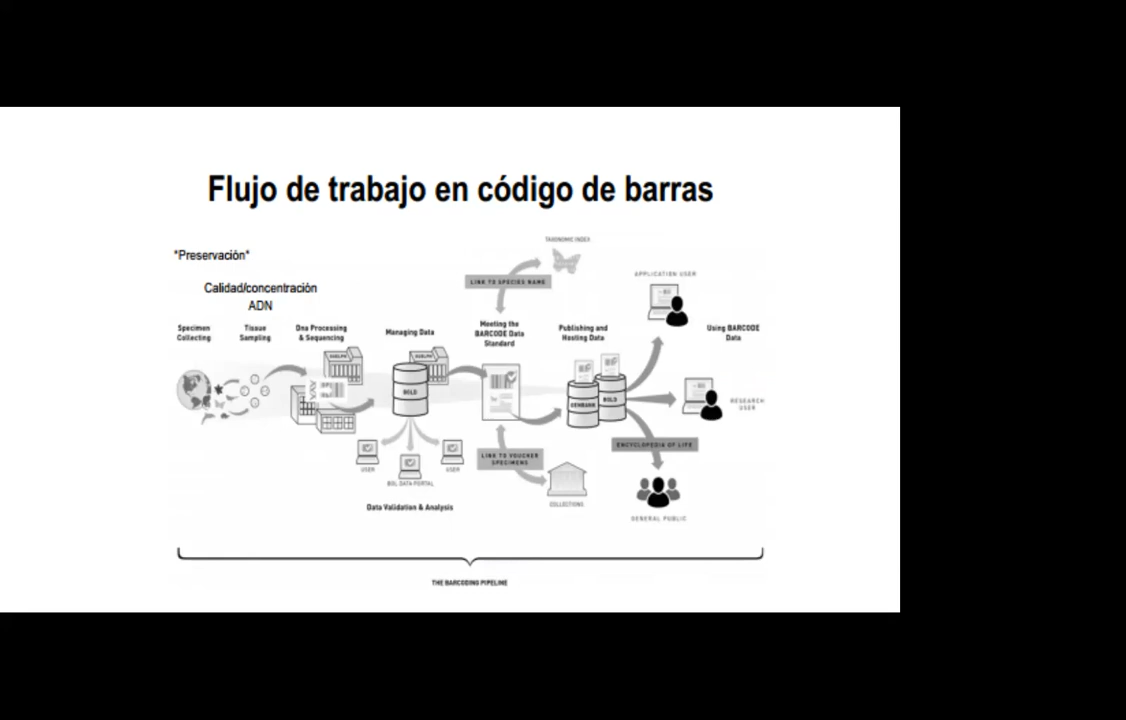 Flujo de trabajo en código de barras
*Preservación*
Calidad/concentración
ADN
TAXONOMIC INDEX
LINK TO SPECIES NAME
APPLICATION USER
Specimen
Collecting
Tissue
Sampling
Dna Processing
& Sequencing
Managing Data
Meeting the
BARCODE Data
Standard
Publishing and
Hosting Data
Using BARCODE
Data
GUELPH
GUELPH
BOLD
GENBANK
BOLD
RESEARCH
USER
USER
BOL DATA PORTAL
USER
LINK TO VOUCHER
SPECIMENS
ENCYCLOPEDIA OF LIFE
COLLECTIONS
Data Validation & Analysis
GENERAL PUBLIC
THE BARCODING PIPELINE